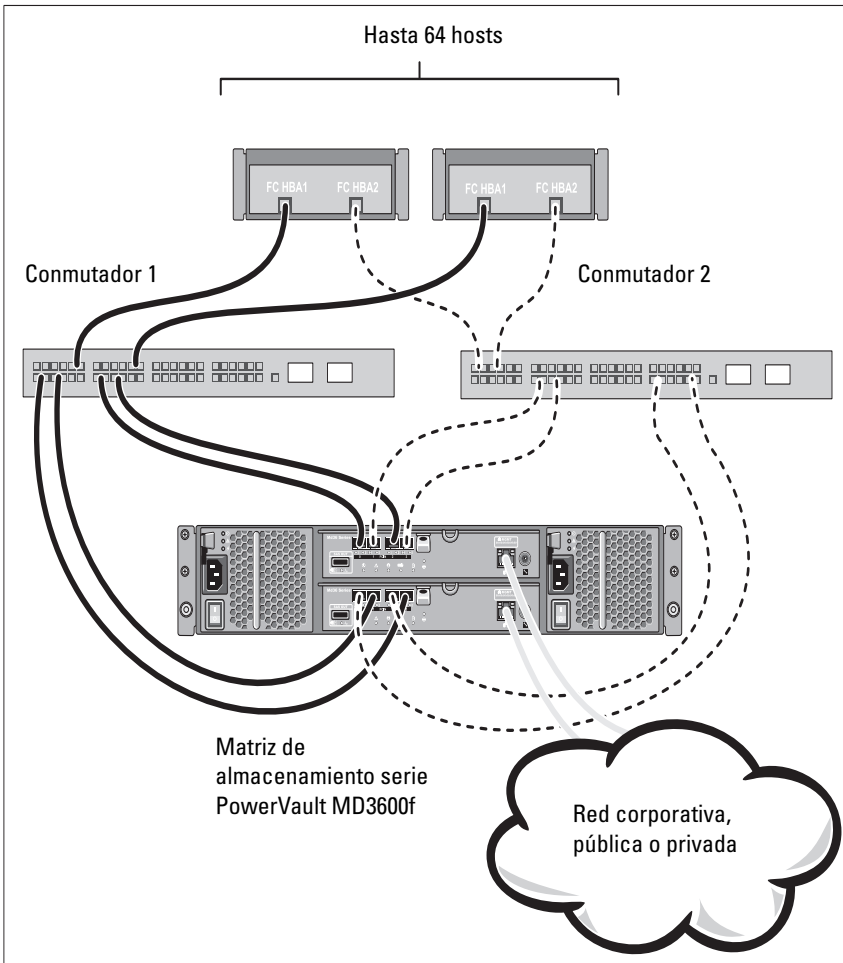 Hasta 64 hosts
FC HBA1
FC HBA2
FC HBA1
FC HBA2
Conmutador 1
Conmutador 2
Matriz de
almacenamiento serie
PowerVault MD3600f
Red corporativa,
pública o privada